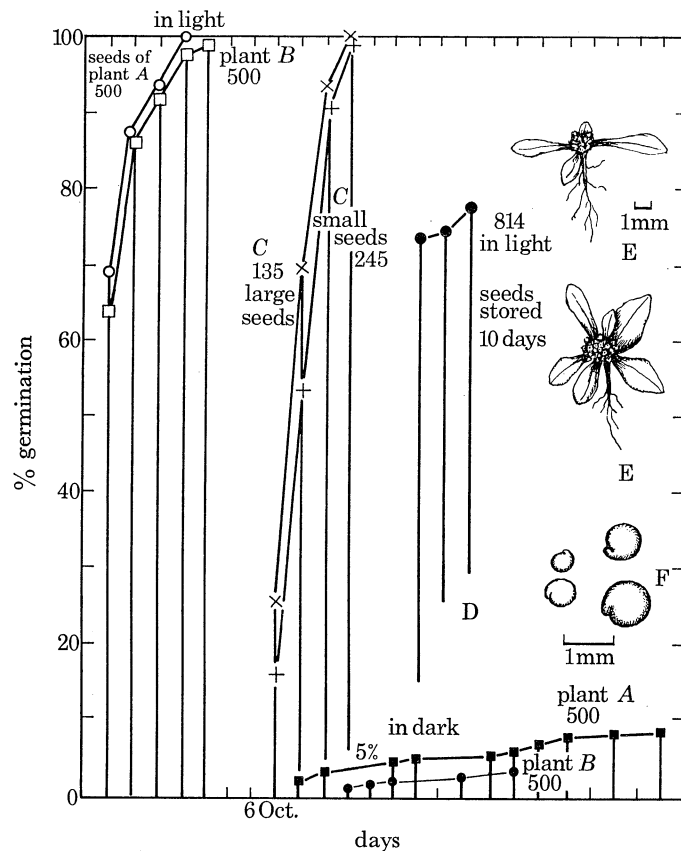 100
80
60
40
20
0
% germination
in light
seeds of
plant A
500
plant B
500
C
135
large
seeds
C
small
seeds
245
814
in light
seeds
stored
10 days
D
1mm
E
E
F
1mm
plant A
500
in dark
5%
plant B
500
6 Oct.
days